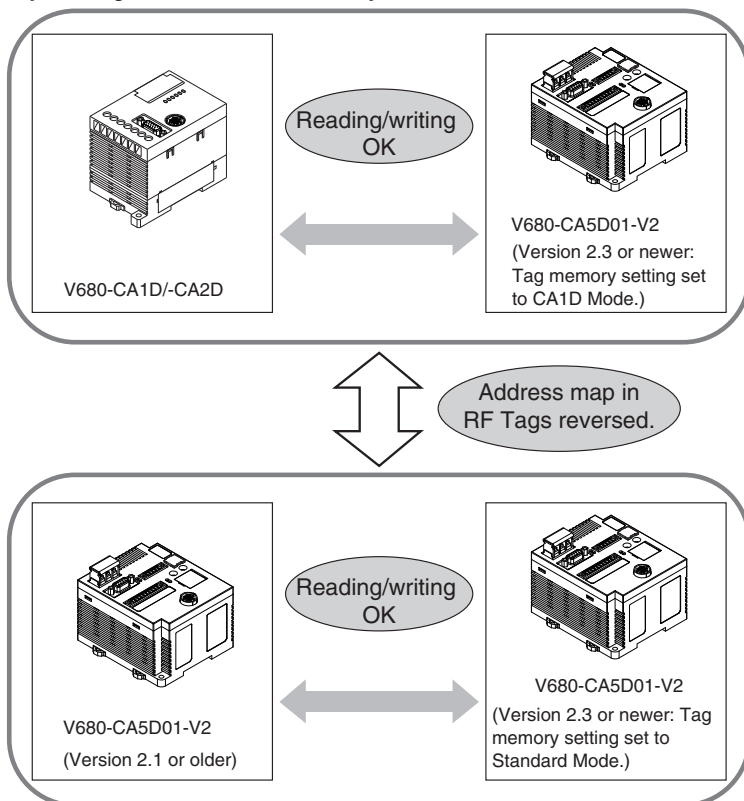 Reading/writing
OK
V680-CA1D/-CA2D
V680-CA5D01-V2
(Version 2.3 or newer:
Tag memory setting set
to CA1D Mode.)
Address map in
RF Tags reversed.
Reading/writing
OK
V680-CA5D01-V2
(Version 2.1 or older)
V680-CA5D01-V2
(Version 2.3 or newer: Tag
memory setting set to
Standard Mode.)